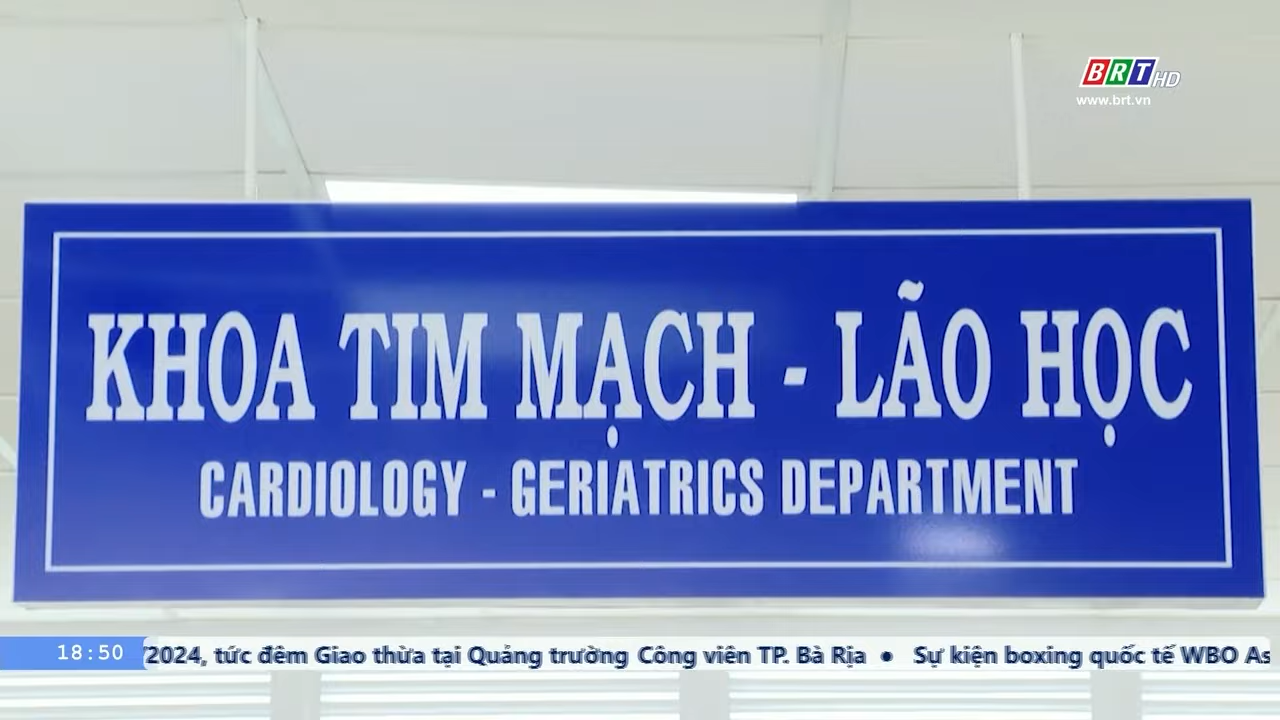 BRT HD
www.brt.vn
KHOA TIM MẠCH - LÃO HỌC
CARDIOLOGY - GERIATRICS DEPARTMENT
18:50
/2024, tức đêm Giao thừa tại Quảng trường Công viên TP. Bà Rịa • Sự kiện boxing quốc tế WBO As